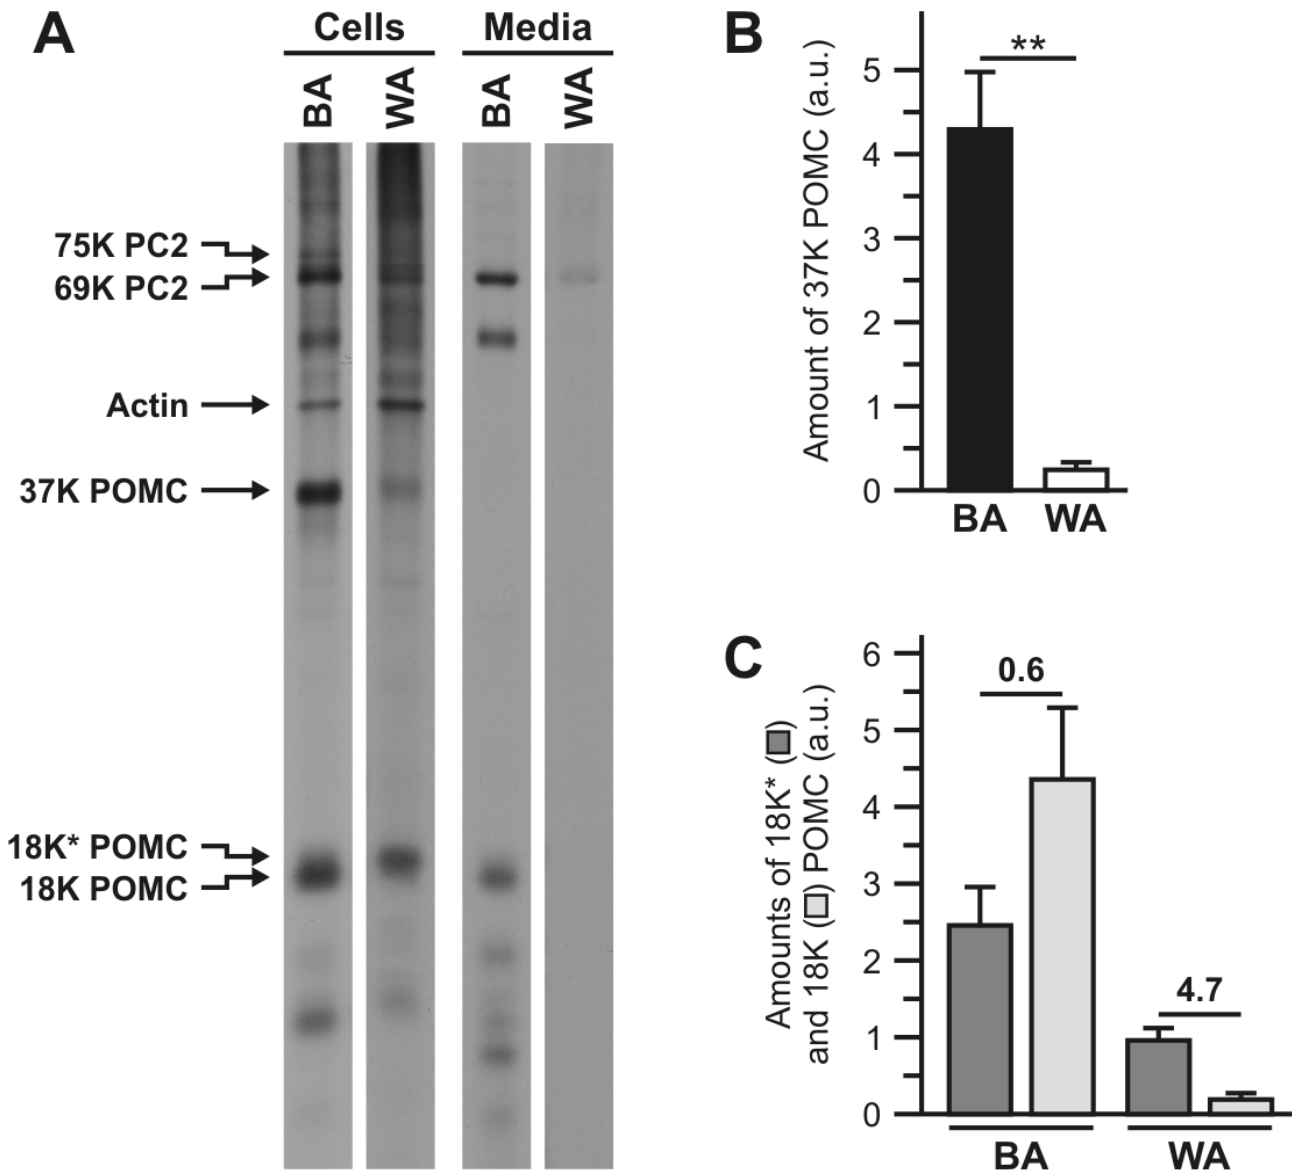 A
Cells
Media
BA
WA
BA
WA
75K PC2
69K PC2
Actin
37K POMC
18K* POMC
18K POMC
B
Amount of 37K POMC (a.u.)
5
4
3
2
1
0
**
BA
WA
C
Amounts of 18K* ( )
and 18K ( ) POMC (a.u.)
6
5
4
3
2
1
0
0.6
4.7
BA
WA